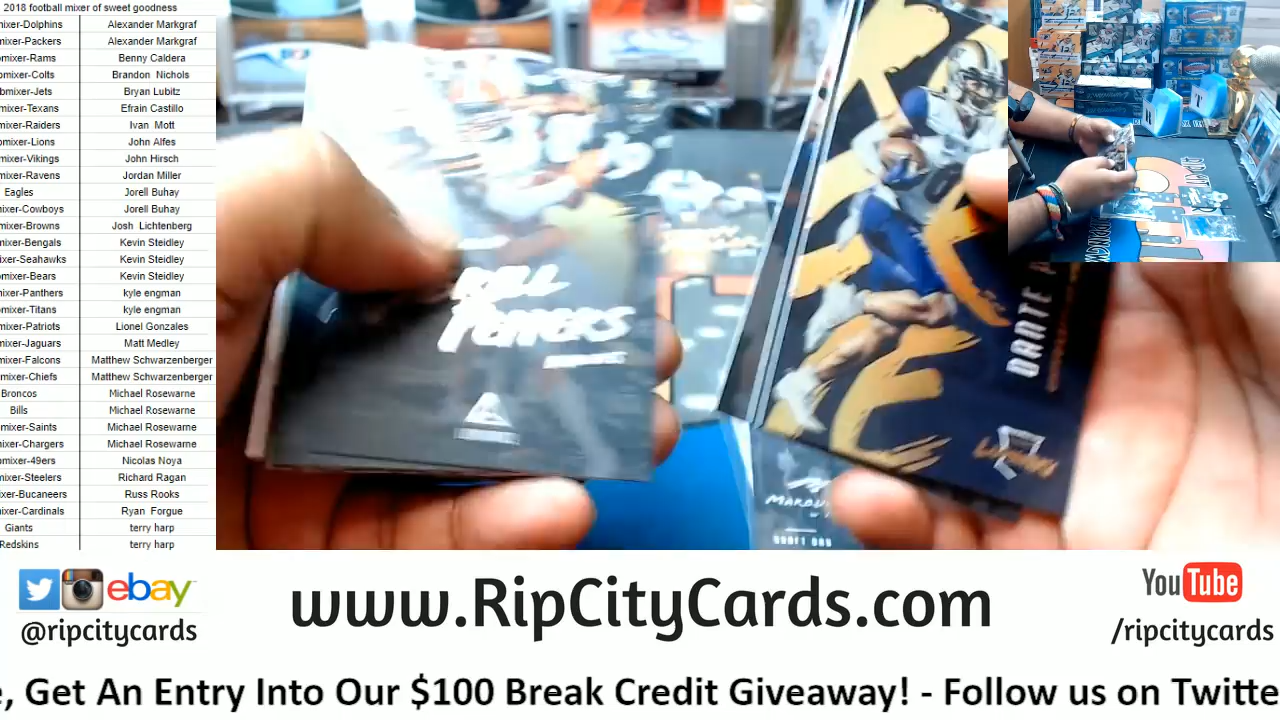 2018 football mixer of sweet goodness
mixer-Dolphins Alexander Markgraf
mixer-Packers Alexander Markgraf
omixer-Rams Benny Caldera
omixer-Colts Brandon Nichols
bmixer-Jets Bryan Lubitz
mixer-Texans Efrain Castillo
mixer-Raiders Ivan Mott
mixer-Lions John Alfes
mixer-Vikings John Hirsch
mixer-Ravens Jordan Miller
Eagles Jorell Buhay
mixer-Cowboys Jorell Buhay
mixer-Browns Josh Lichtenberg
mixer-Bengals Kevin Steidley
ixer-Seahawks Kevin Steidley
mixer-Bears Kevin Steidley
mixer-Panthers kyle engman
mixer-Titans kyle engman
mixer-Patriots Lionel Gonzales
mixer-Jaguars Matt Medley
mixer-Falcons Matthew Schwarzenberger
mixer-Chiefs Matthew Schwarzenberger
Broncos Michael Rosewarne
Bills Michael Rosewarne
mixer-Saints Michael Rosewarne
mixer-Chargers Michael Rosewarne
omixer-49ers Nicolas Noya
mixer-Steelers Richard Ragan
ixer-Bucaneers Russ Rooks
mixer-Cardinals Ryan Forgue
Giants terry harp
Redskins terry harp
DANTE
ebay
@ripcitycards
www.RipCityCards.com
YouTube
/ripcitycards
e, Get An Entry Into Our $100 Break Credit Giveaway! - Follow us on Twitte